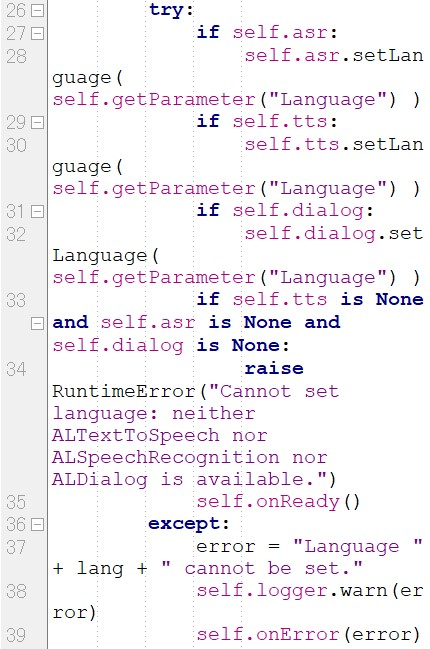 26 try:
27 if self.asr:
28 self.asr.setLan
guage(
self.getParameter("Language") )
29 if self.tts:
30 self.tts.setLan
guage(
self.getParameter("Language") )
31 if self.dialog:
32 self.dialog.set
Language(
self.getParameter("Language") )
33 if self.tts is None
and self.asr is None and
self.dialog is None:
34 raise
RuntimeError("Cannot set
language: neither
ALTextToSpeech nor
ALSpeechRecognition nor
ALDialog is available.")
35 self.onReady()
36 except:
37 error = "Language "
+ lang + " cannot be set."
38 self.logger.warn(er
ror)
39 self.onError(error)